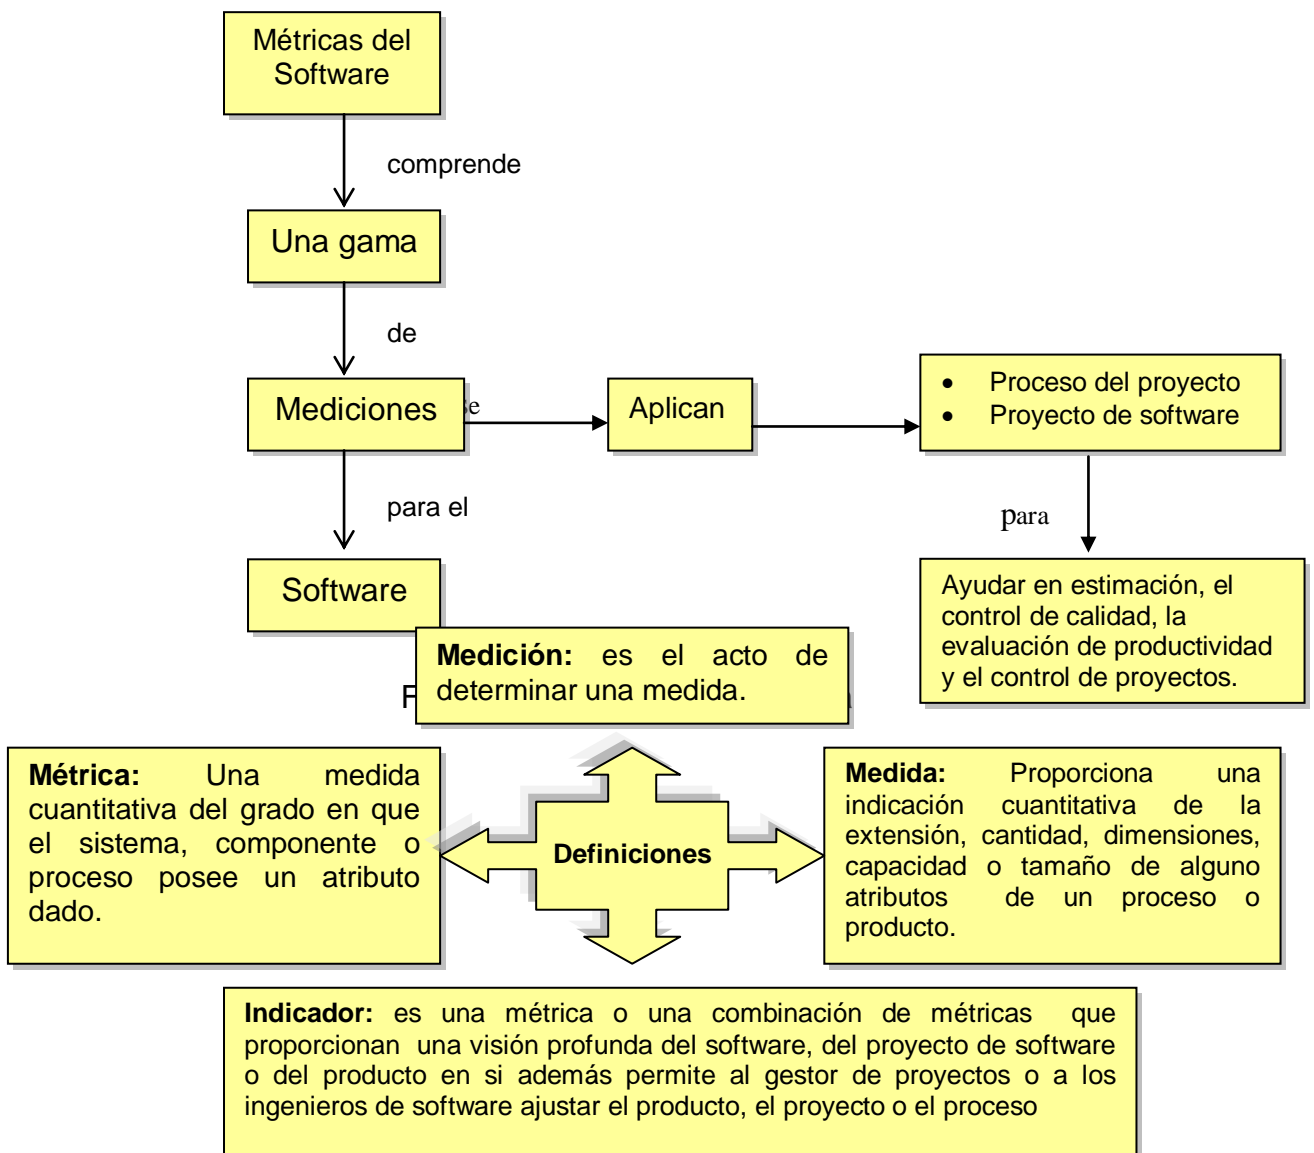 Métricas del
Software
comprende
Una gama
de
Mediciones
se
Aplican
• Proceso del proyecto
• Proyecto de software
para el
para
Software
Ayudar en estimación, el
control de calidad, la
evaluación de productividad
y el control de proyectos.
Medición: es el acto de
determinar una medida.
Métrica: Una medida
cuantitativa del grado en que
el sistema, componente o
proceso posee un atributo
dado.
Definiciones
Medida: Proporciona una
indicación cuantitativa de la
extensión, cantidad, dimensiones,
capacidad o tamaño de alguno
atributos de un proceso o
producto.
Indicador: es una métrica o una combinación de métricas que
proporcionan una visión profunda del software, del proyecto de software
o del producto en si además permite al gestor de proyectos o a los
ingenieros de software ajustar el producto, el proyecto o el proceso